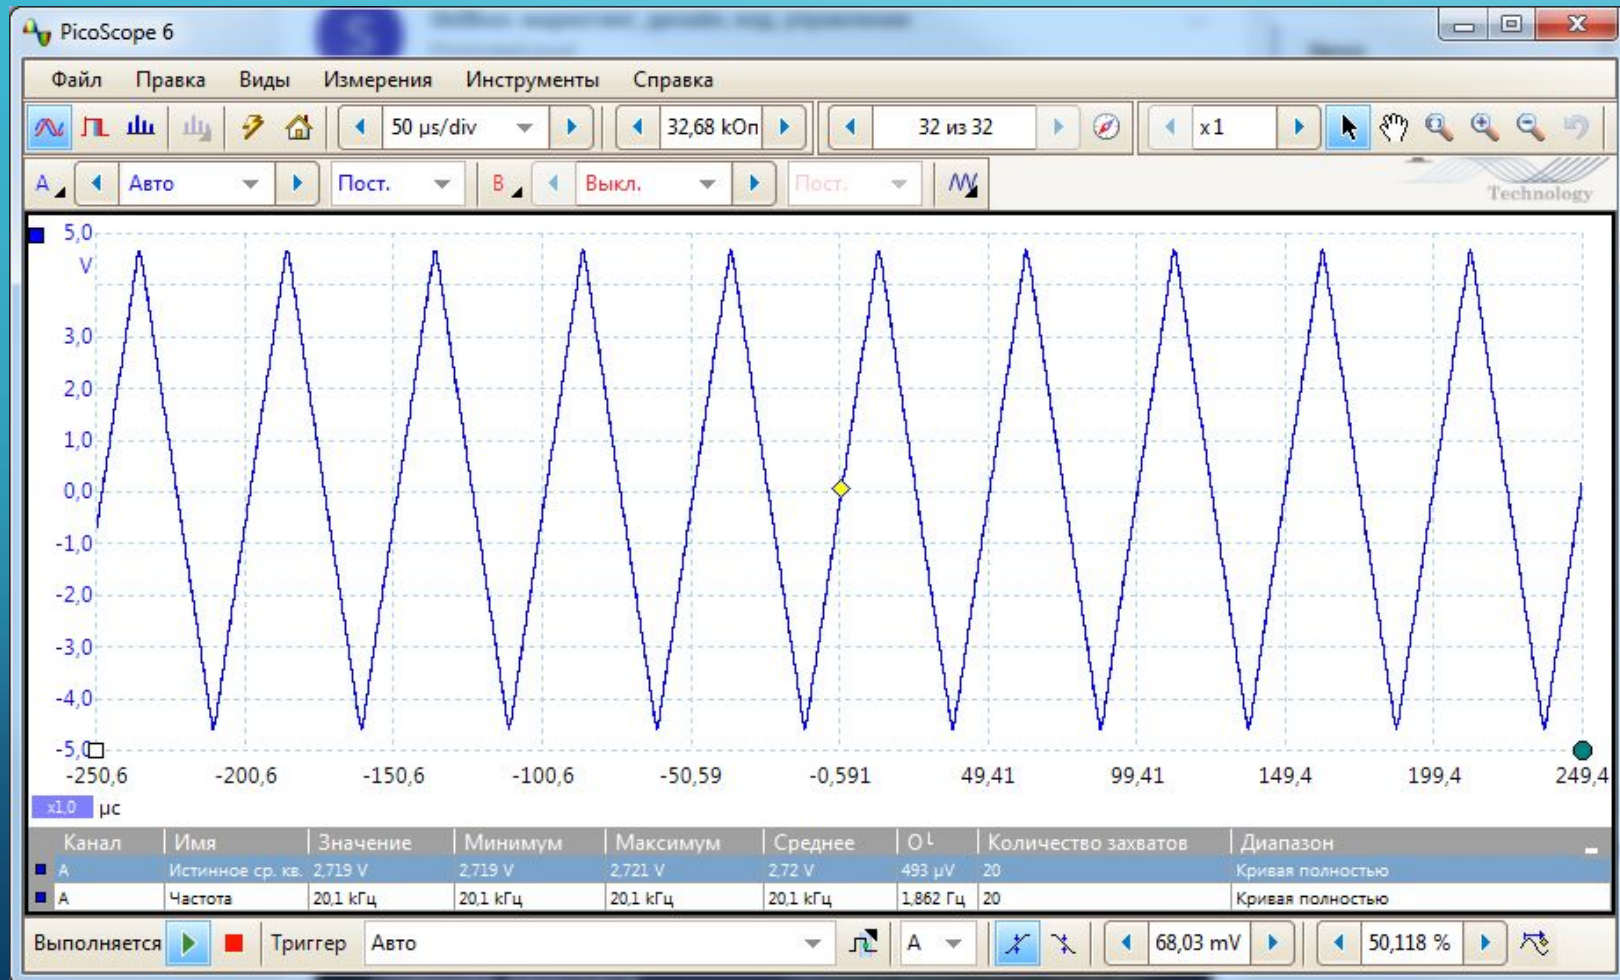 PicoScope 6
Файл Правка Виды Измерения Инструменты Справка
50 µs/div 32,68 kОп 32 из 32 x1
A Авто Пост. B Выкл. Пост.
Technology
5,0
V
3,0
2,0
1,0
0,0
-1,0
-2,0
-3,0
-4,0
-5,0
-250,6 -200,6 -150,6 -100,6 -50,59 -0,591 49,41 99,41 149,4 199,4 249,4
x1,0 µс
Канал Имя Значение Минимум Максимум Среднее Количество захватов Диапазон
A Истинное ср. кв. 2,719 V 2,719 V 2,721 V 2,72 V 493 µV 20 Кривая полностью
A Частота 20,1 kГц 20,1 kГц 20,1 kГц 20,1 kГц 1,862 Гц 20 Кривая полностью
Выполняется Триггер Авто A 68,03 mV 50,118 %